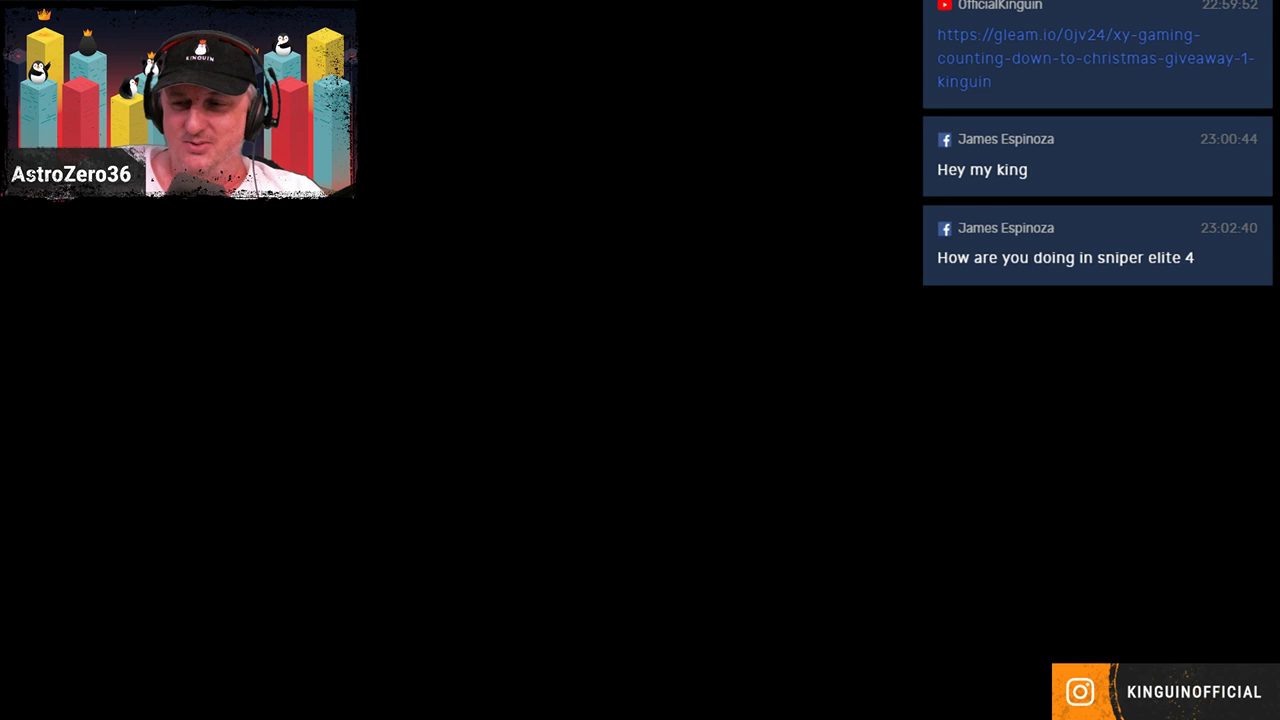 KINGUIN
AstroZero36
OfficialKinguin 22:59:52
https://gleam.io/0jv24/xy-gaming-
counting-down-to-christmas-giveaway-1-
kinguin
James Espinoza 23:00:44
Hey my king
James Espinoza 23:02:40
How are you doing in sniper elite 4
KINGUINOFFICIAL